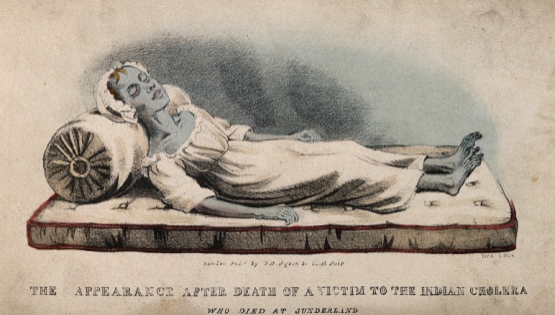 THE APPEARANCE AFTER DEATH OF A VICTIM TO THE INDIAN CHOLERA
WHO DIED AT SUNDERLAND